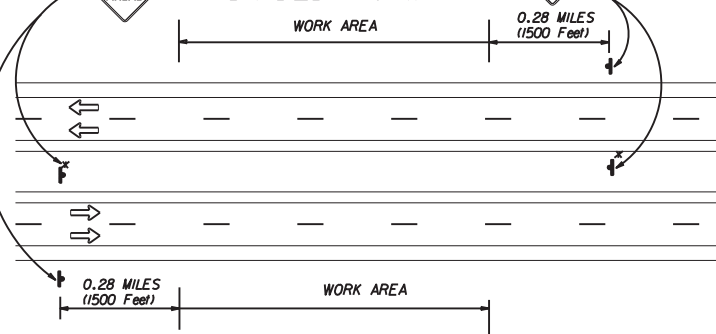 WORK AREA
0.28 MILES
(1500 Feet)
x
x
0.28 MILES
(1500 Feet)
WORK AREA